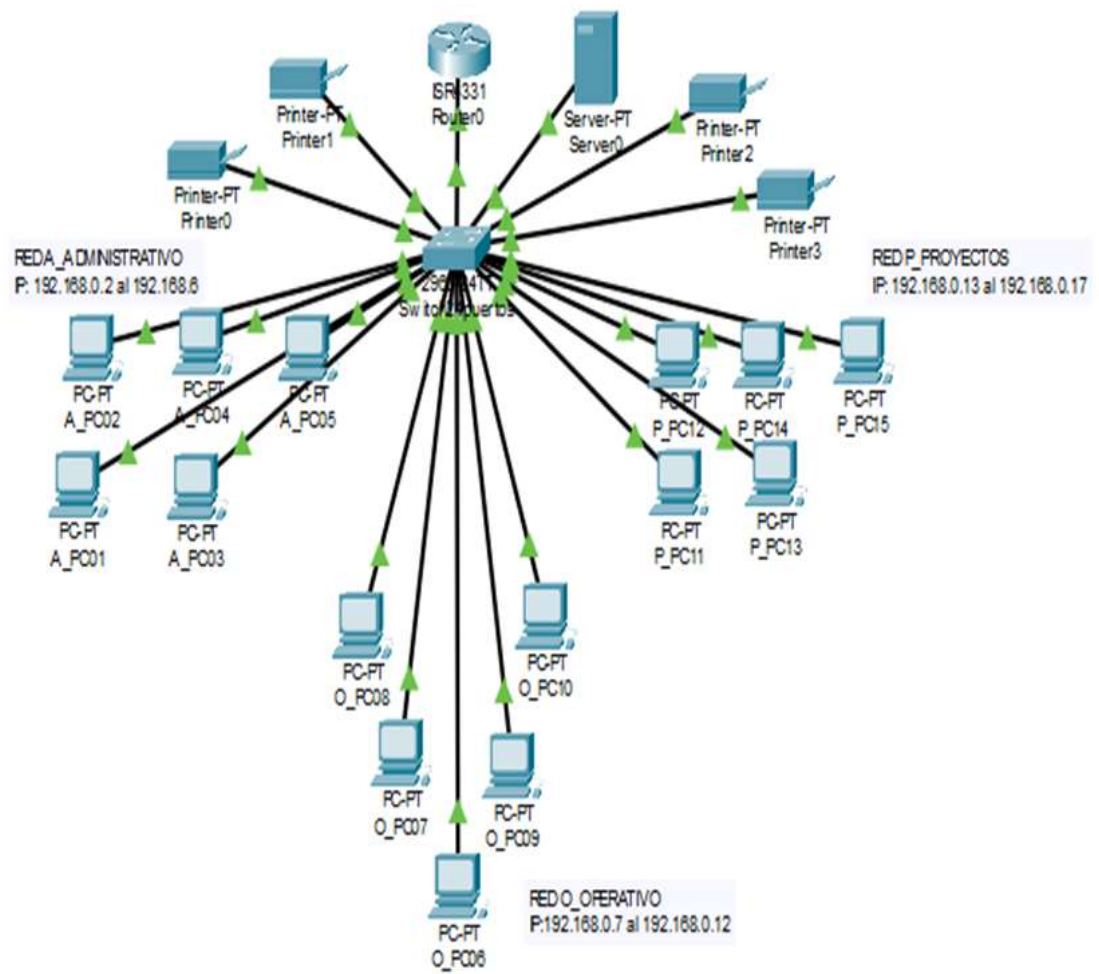 Printer-PT
Printer1
Router0
Server-PT
Server0
Printer-PT
Printer2
Printer-PT
Printer0
Printer-PT
Printer3
REDA_ADMINISTRATIVO
IP: 192.168.0.2 al 192.168.6
REDP_PROYECTOS
IP: 192.168.0.13 al 192.168.0.17
PC-PT
A_PC02
PC-PT
A_PC04
PC-PT
A_PC05
PC-PT
P_PC12
PC-PT
P_PC14
PC-PT
P_PC15
PC-PT
A_PC01
PC-PT
A_PC03
PC-PT
P_PC11
PC-PT
P_PC13
PC-PT
O_PC08
PC-PT
O_PC10
PC-PT
O_PC07
PC-PT
O_PC09
PC-PT
O_PC06
REDO_OPERATIVO
IP:192.168.0.7 al 192.168.0.12